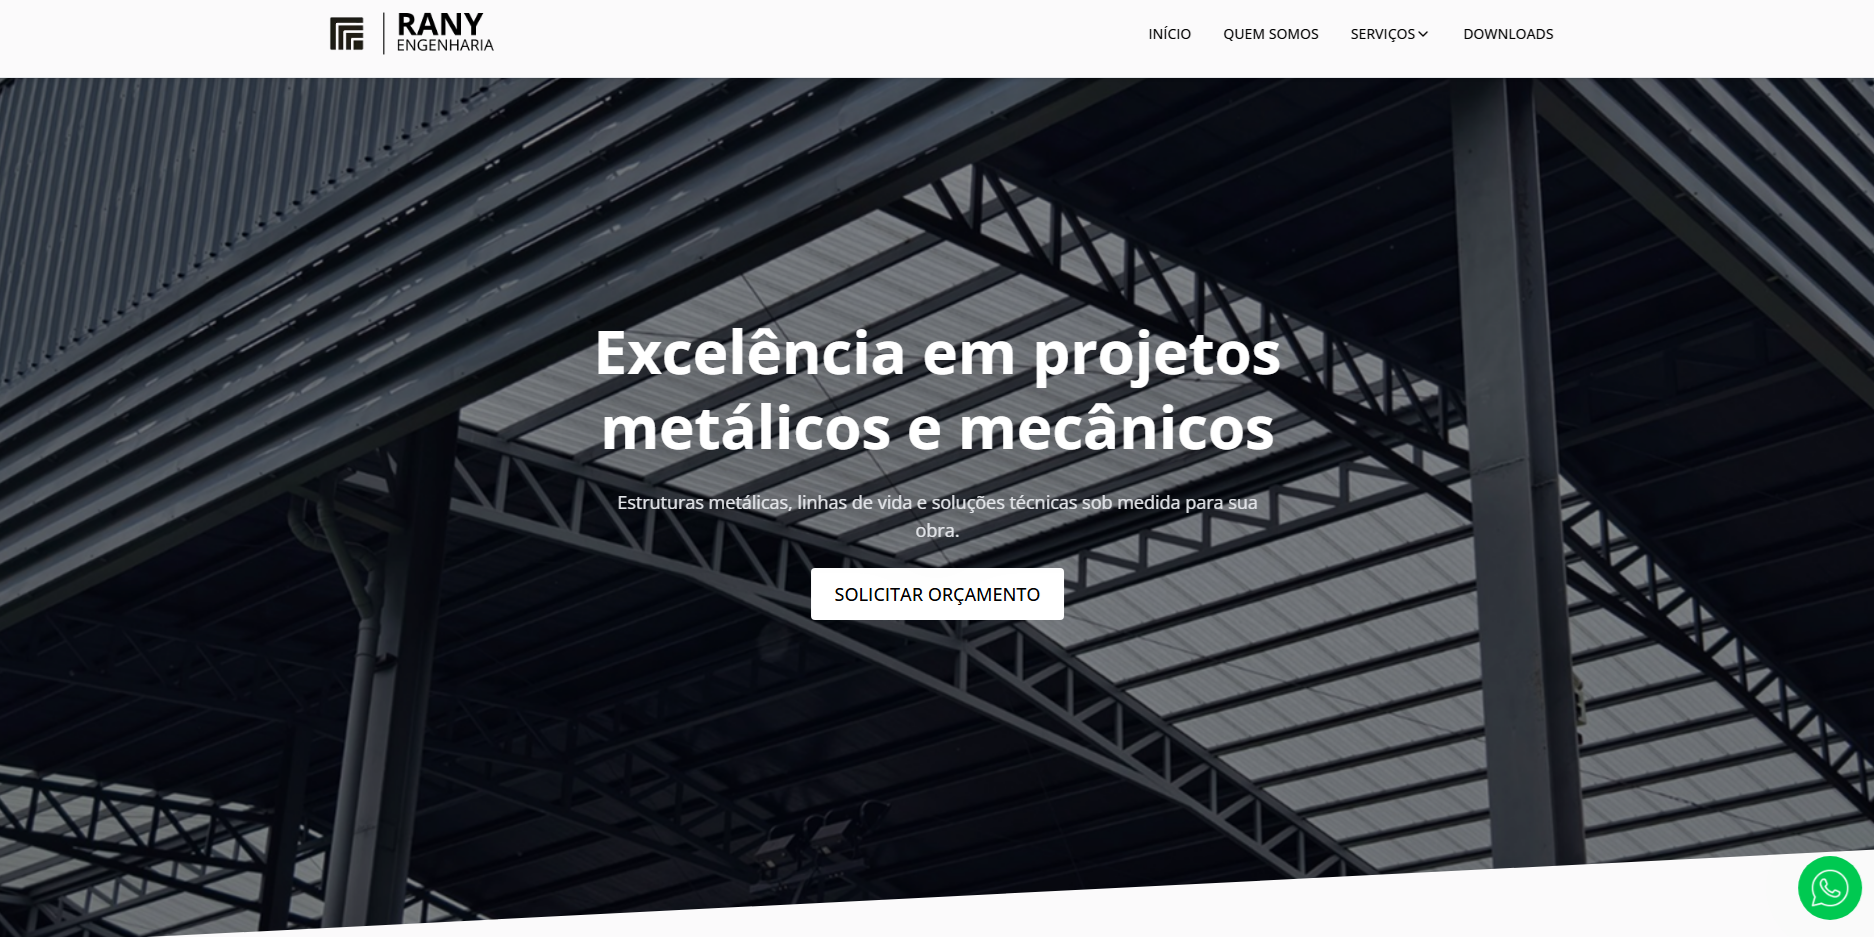 RANY
ENGENHARIA
INÍCIO
QUEM SOMOS
SERVIÇOS
DOWNLOADS
Excelência em projetos
metálicos e mecânicos
Estruturas metálicas, linhas de vida e soluções técnicas sob medida para sua
obra.
SOLICITAR ORÇAMENTO